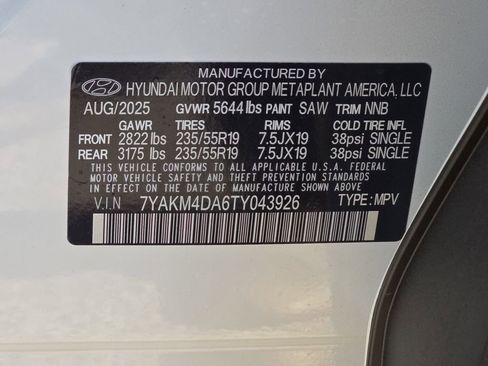 MANUFACTURED BY
HYUNDAI MOTOR GROUP METAPLANT AMERICA, LLC
AUG/2025 GVWR 5644 lbs PAINT SAW TRIM NNB
GAWR TIRES RIMS COLD TIRE INFL
FRONT 2822 lbs 235/55R19 7.5JX19 38psi SINGLE
REAR 3175 lbs 235/55R19 7.5JX19 38psi SINGLE
THIS VEHICLE CONFORMS TO ALL APPLICABLE U.S.A. FEDERAL
MOTOR VEHICLE SAFETY AND THEFT PREVENTION STANDARDS
IN EFFECT ON THE DATE OF MANUFACTURE SHOWN ABOVE.
V.I.N 7YAKM4DA6TY043926 TYPE : MPV